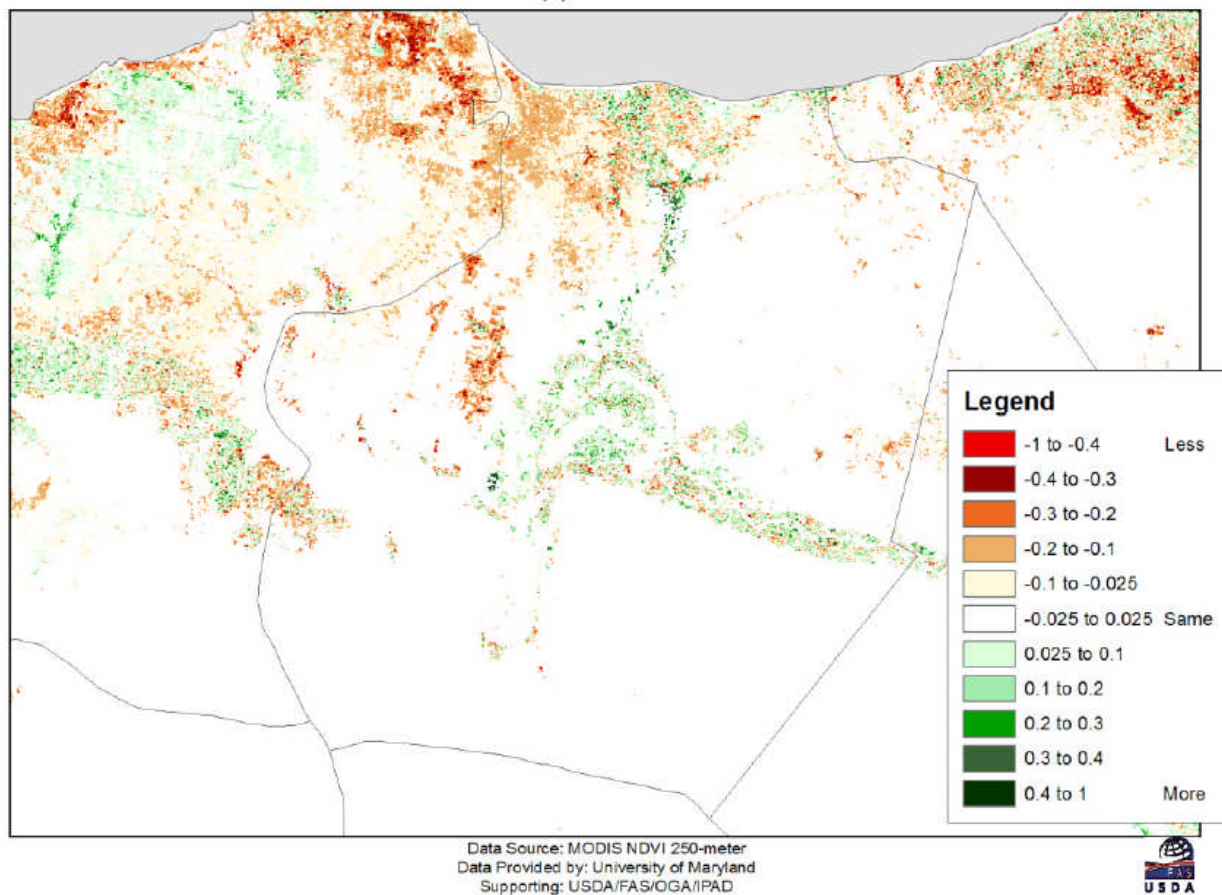 Legend
-1 to -0.4 Less
-0.4 to -0.3
-0.3 to -0.2
-0.2 to -0.1
-0.1 to -0.025
-0.025 to 0.025 Same
0.025 to 0.1
0.1 to 0.2
0.2 to 0.3
0.3 to 0.4
0.4 to 1 More
Data Source: MODIS NDVI 250-meter
Data Provided by: University of Maryland
Supporting: USDA/FAS/OGA/IPAD
FAS
USDA